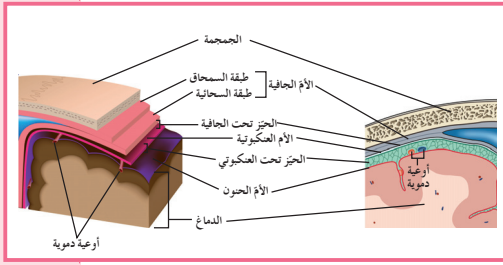 الجمجمة
طبقة السمحاق
الأمّ الجافية
طبقة السحائية
الحيّز تحت الجافية
الأم العنكبوتية
الحيّز تحت العنكبوتي
الأمّ الحنون
الدماغ
أوعية دموية
أوعية
دموية